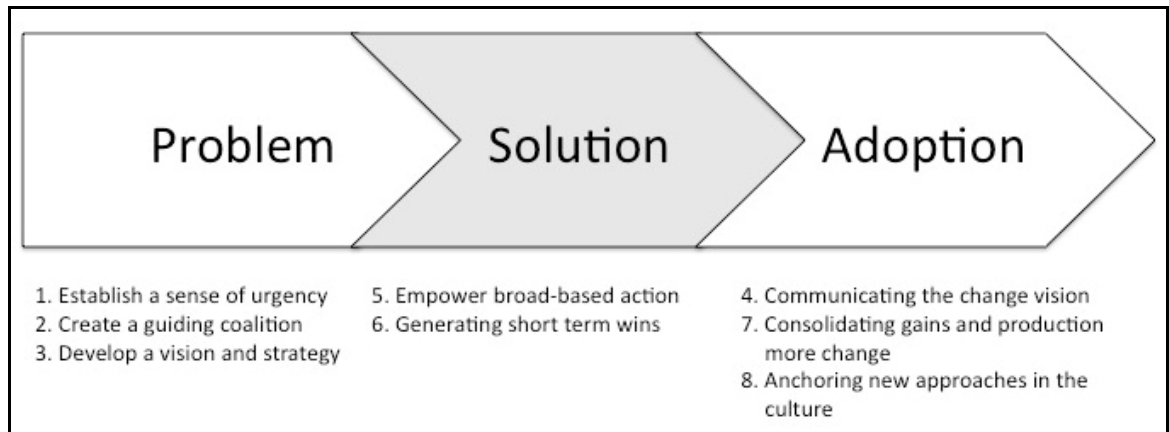 Problem
Solution
Adoption
1. Establish a sense of urgency
2. Create a guiding coalition
3. Develop a vision and strategy
5. Empower broad-based action
6. Generating short term wins
4. Communicating the change vision
7. Consolidating gains and production
more change
8. Anchoring new approaches in the
culture